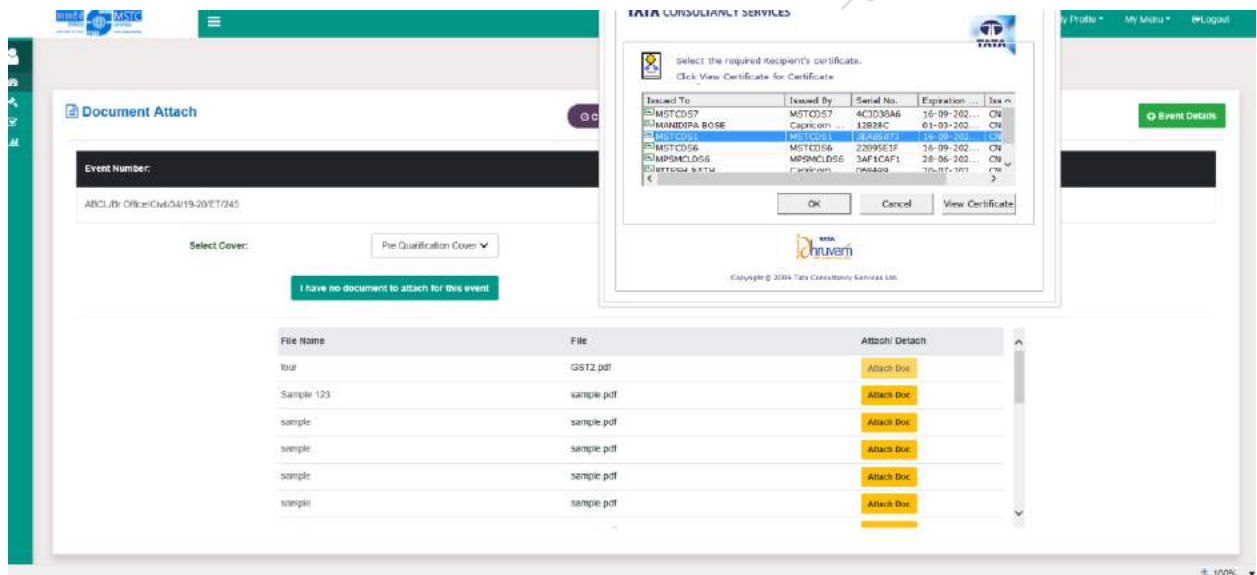 MSTC
TATA CONSULTANCY SERVICES
My Profile
My Menu
Logout
TATA
Select the required Recipient's certificate.
Click View Certificate for Certificate
Document Attach
Event Details
Issued To Issued By Serial No. Expiration ... Iss
MSTCDS7 MSTCDS7 4C3D38A6 16-09-202... CN
MANIDIPA BOSE Capricorn ... 12B28C 01-03-202... CN
MSTCDS1 MSTCDS1 16-09-202... CN
MSTCDS6 MSTCDS6 22B95E1F 16-09-202... CN
MPSMCLDS6 MPSMCLDS6 3AF1CAF1 28-06-202... CN
OK Cancel View Certificate
Event Number:
ABCL/Br Office/Civil/04/19-20/ET/245
Select Cover:
Pre Qualification Cover
TATA
Dhruvam
Copyright © 2006 Tata Consultancy Services Ltd.
I have no document to attach for this event
File Name File Attach/ Detach
four GST2.pdf Attach Doc
Sample 123 sample.pdf Attach Doc
sample sample.pdf Attach Doc
sample sample.pdf Attach Doc
sample sample.pdf Attach Doc
sample sample.pdf Attach Doc
100%